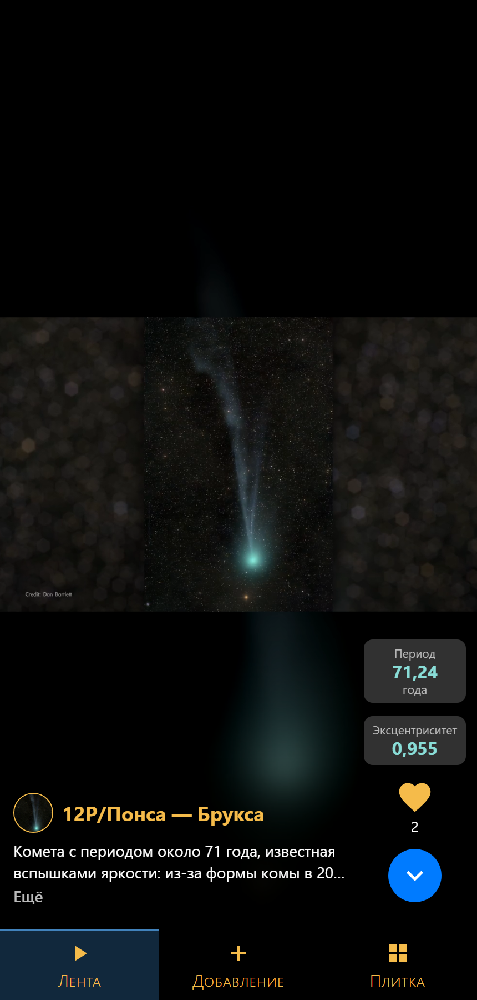 Credit: Dan Bartlett
Период
71,24
года
Эксцентриситет
0,955
2
12P/Понса — Брукса
Комета с периодом около 71 года, известная
вспышками яркости: из-за формы комы в 20...
Ещё
Лента
Добавление
Плитка